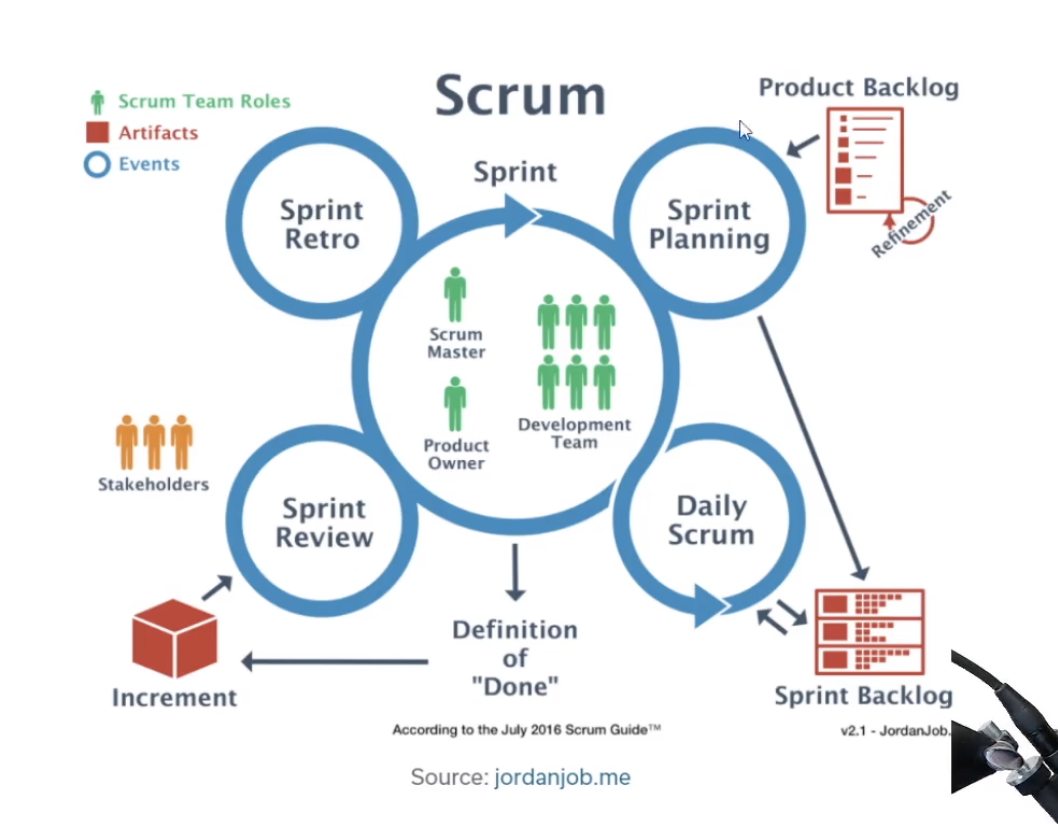 Scrum
Scrum Team Roles
Artifacts
Events
Product Backlog
Refinement
Sprint
Sprint
Retro
Sprint
Planning
Scrum
Master
Product
Owner
Development
Team
Stakeholders
Sprint
Review
Daily
Scrum
Increment
Definition
of
"Done"
Sprint Backlog
According to the July 2016 Scrum Guide™
v2.1 - JordanJob.
Source: jordanjob.me